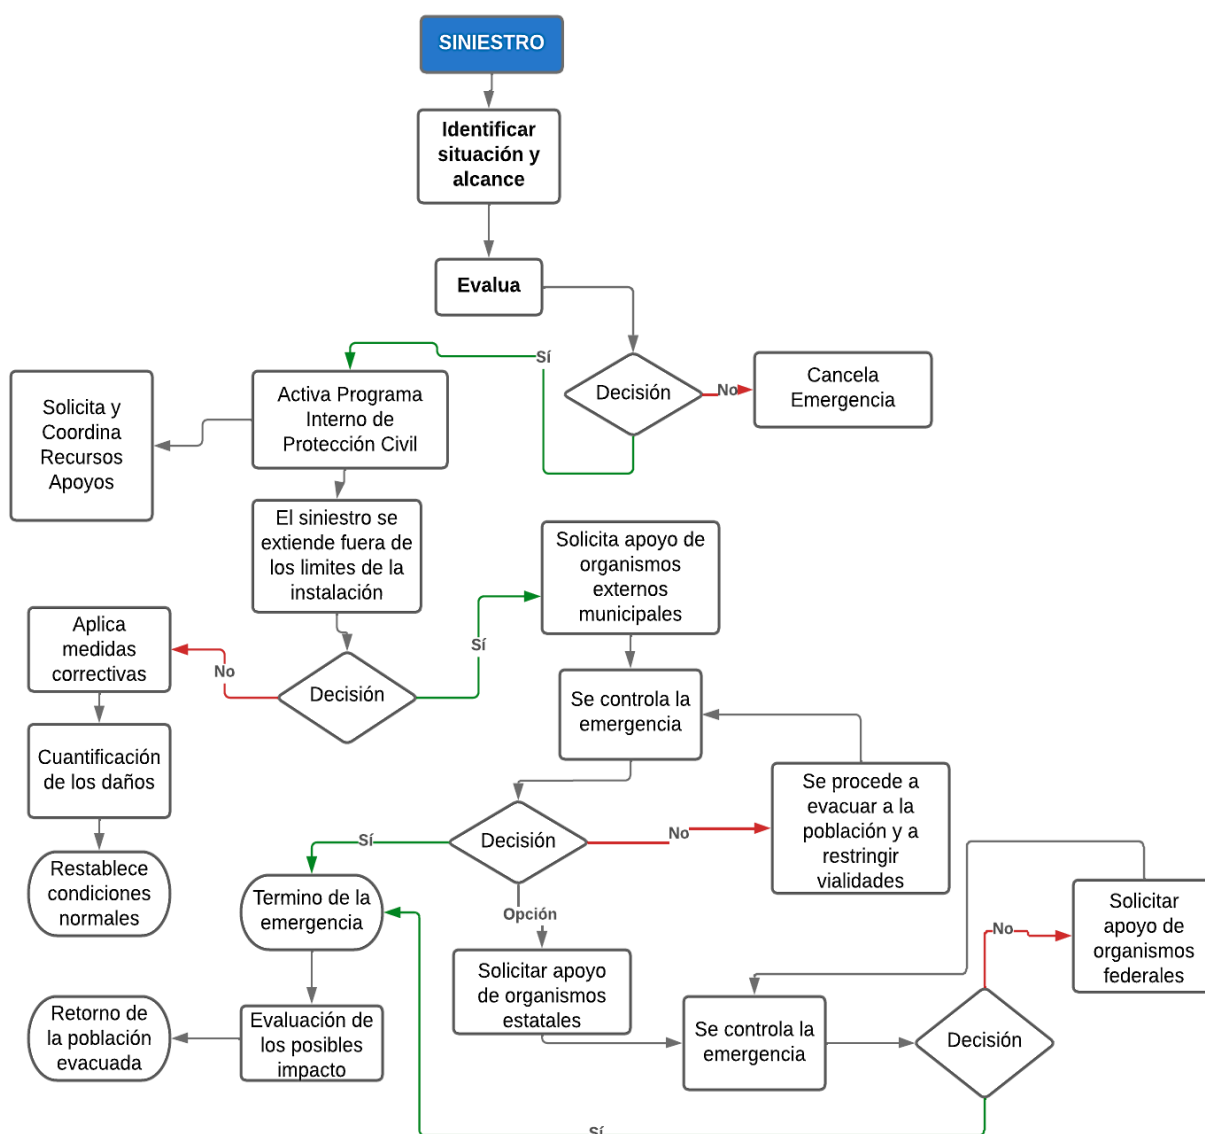 SINIESTRO
Identificar
situación y
alcance
Evalua
Decisión
No
Cancela
Emergencia
Sí
Activa Programa
Interno de
Protección Civil
Solicita y
Coordina
Recursos
Apoyos
El siniestro se
extiende fuera de
los limites de la
instalación
Decisión
No
Aplica
medidas
correctivas
Cuantificación
de los daños
Restablece
condiciones
normales
Sí
Solicita apoyo de
organismos
externos
municipales
Se controla la
emergencia
Decisión
No
Se procede a
evacuar a la
población y a
restringir
vialidades
Sí
Termino de la
emergencia
Evaluación de
los posibles
impacto
Retorno de
la población
evacuada
Opción
Solicitar apoyo
de organismos
estatales
Se controla la
emergencia
Decisión
No
Solicitar
apoyo de
organismos
federales
Sí